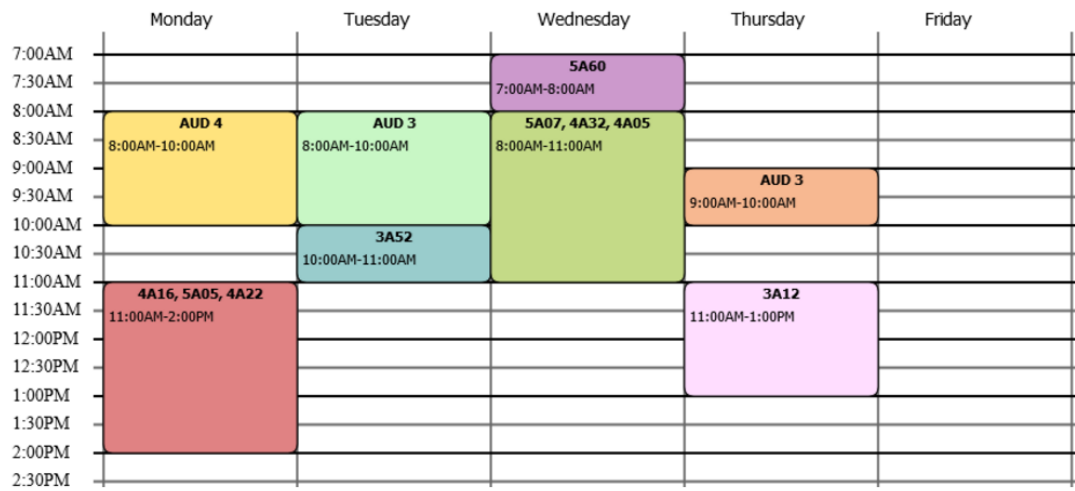 Monday Tuesday Wednesday Thursday Friday
7:00AM
5A60
7:30AM
7:00AM-8:00AM
8:00AM
AUD 4 AUD 3 5A07, 4A32, 4A05
8:30AM
8:00AM-10:00AM 8:00AM-10:00AM 8:00AM-11:00AM
9:00AM
AUD 3
9:30AM
9:00AM-10:00AM
10:00AM
3A52
10:30AM
10:00AM-11:00AM
11:00AM
4A16, 5A05, 4A22 3A12
11:30AM
11:00AM-2:00PM 11:00AM-1:00PM
12:00PM
12:30PM
1:00PM
1:30PM
2:00PM
2:30PM